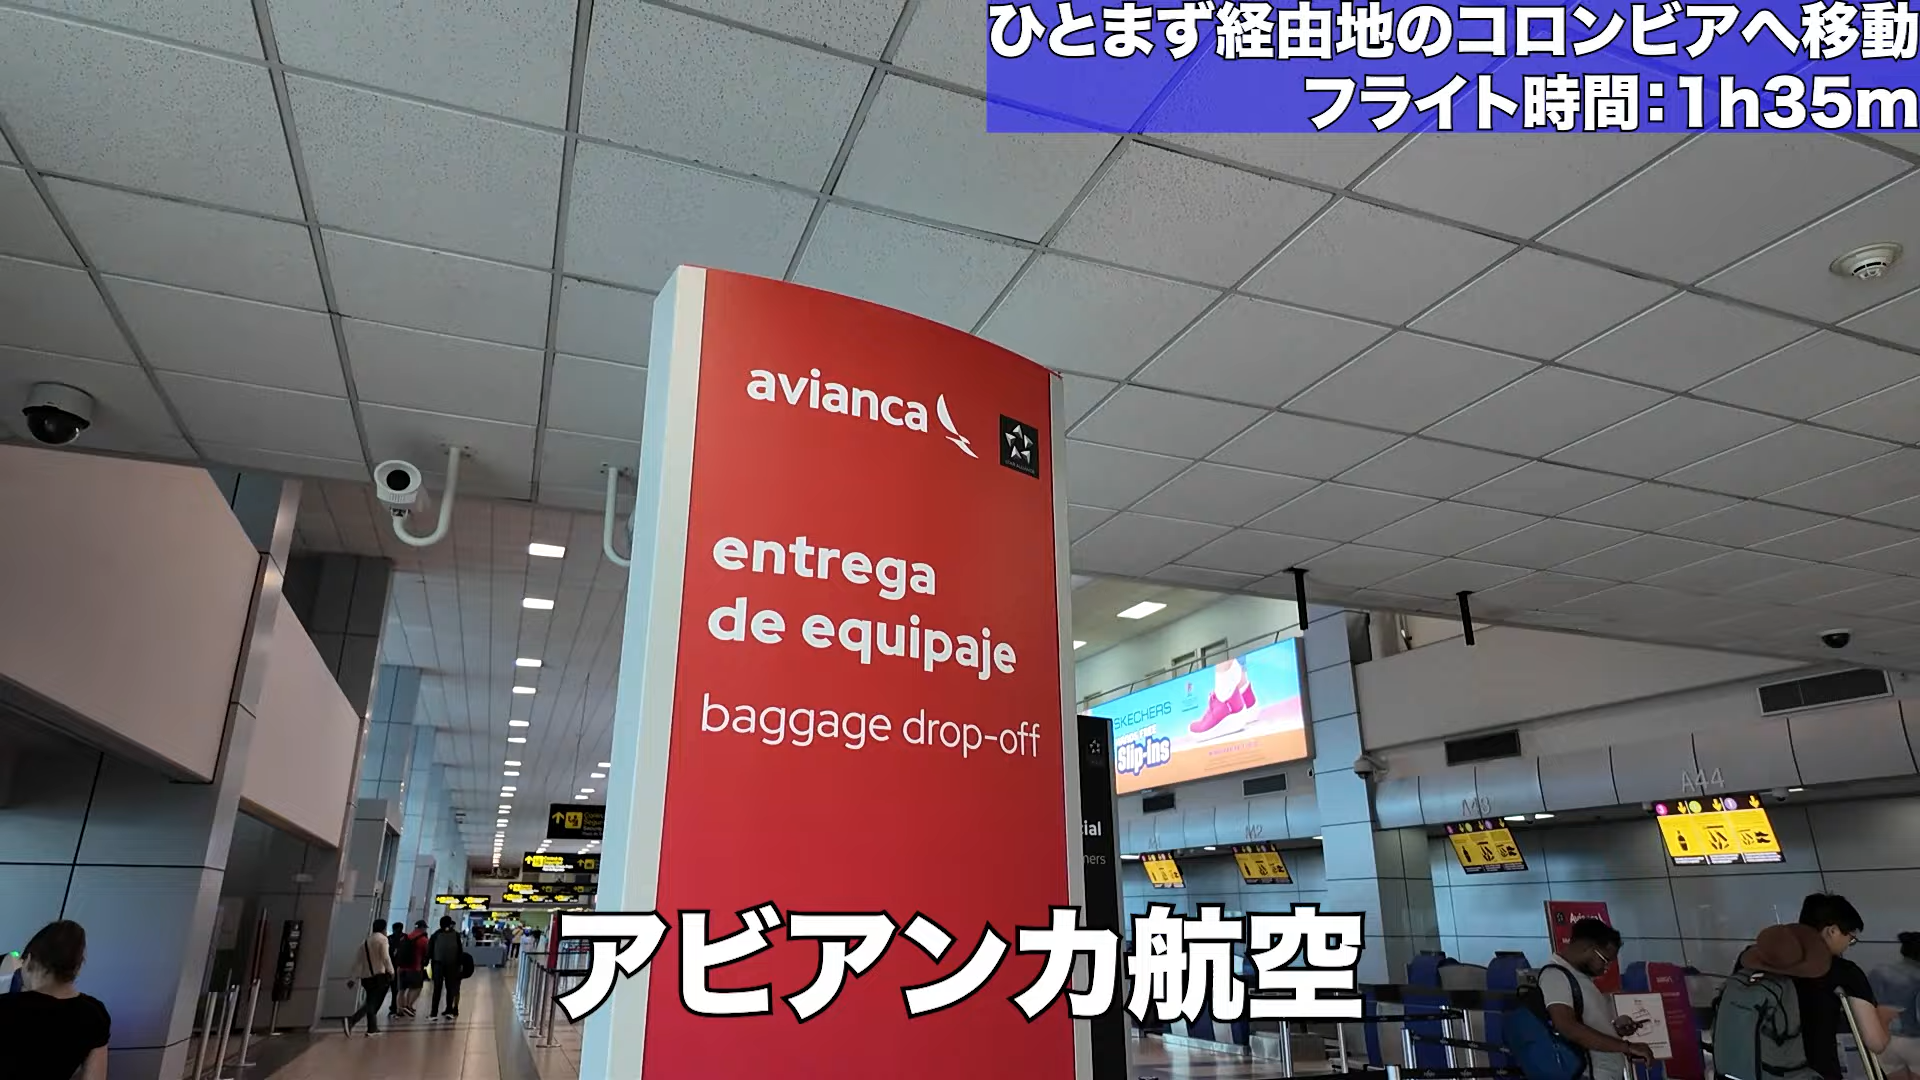 ひとまず経由地のコロンビアへ移動
フライト時間：1h35m
avianca
STAR ALLIANCE
entrega
de equipaje
baggage drop-off
SKECHERS
Slip-ins
A44
アビアンカ航空